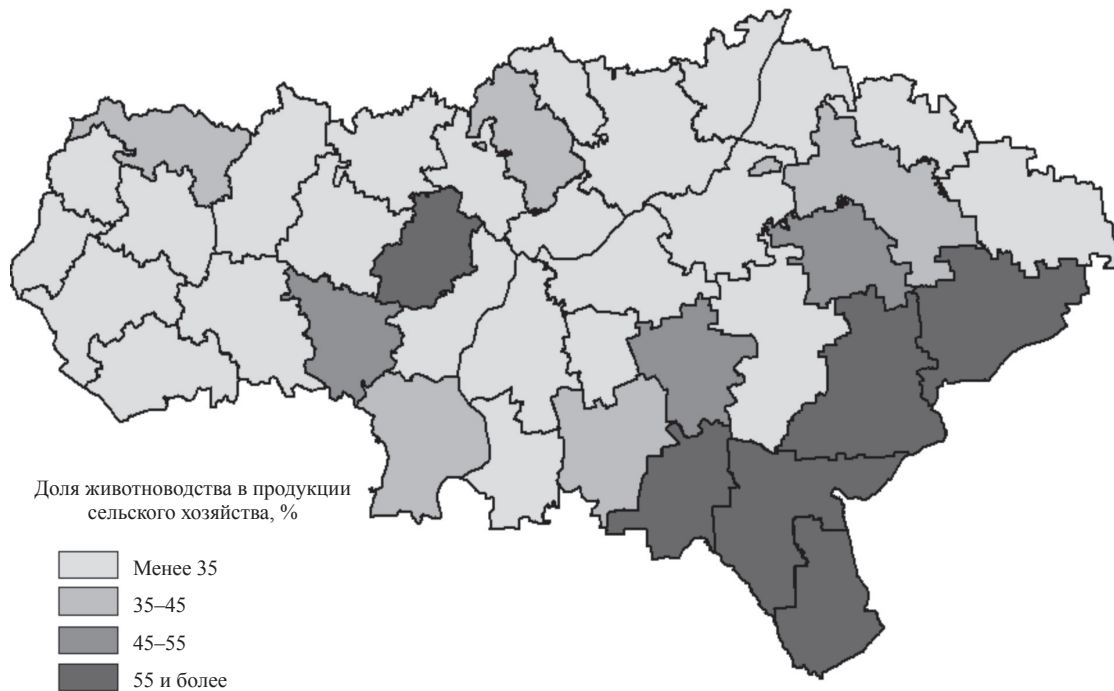 Доля животноводства в продукции
сельского хозяйства, %
Менее 35
35–45
45–55
55 и более